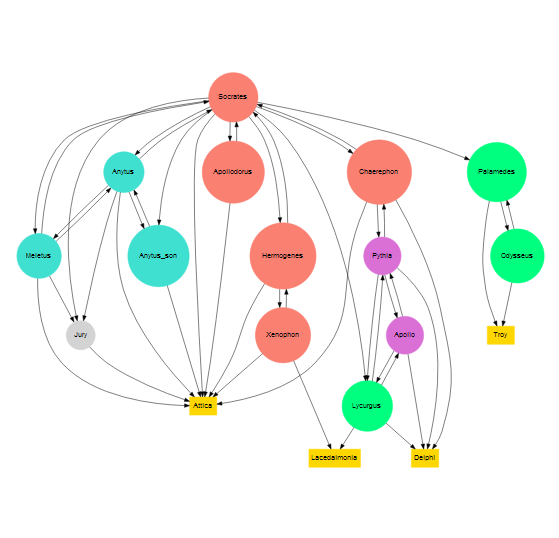 Socrates
Anytus
Apollodorus
Chaerephon
Palamedes
Meletus
Anytus_son
Hermogenes
Pythia
Odysseus
Jury
Xenophon
Apollo
Troy
Attica
Lycurgus
Lacedaimonia
Delphi